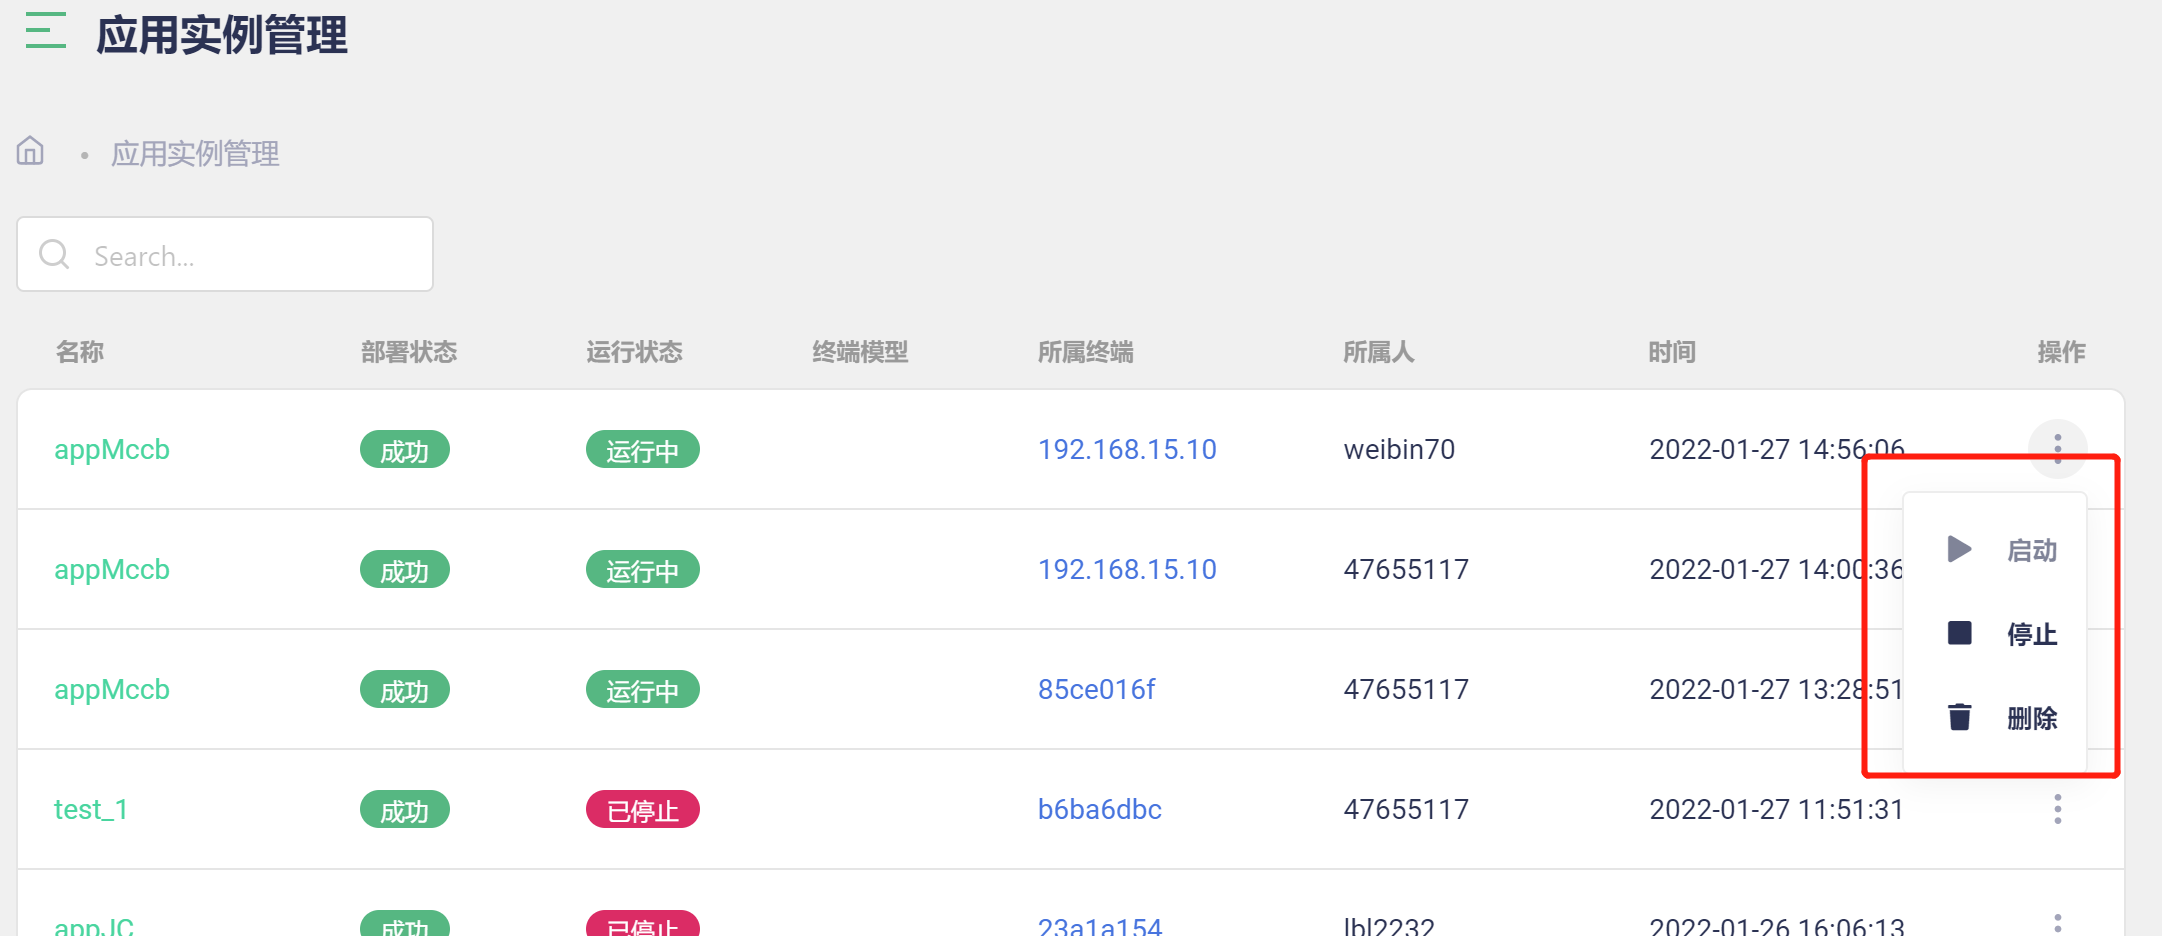 应用实例管理
应用实例管理
Search...
名称 部署状态 运行状态 终端模型 所属终端 所属人 时间 操作
appMccb 成功 运行中 192.168.15.10 weibin70 2022-01-27 14:56:06
启动
appMccb 成功 运行中 192.168.15.10 47655117 2022-01-27 14:00:36
停止
appMccb 成功 运行中 85ce016f 47655117 2022-01-27 13:28:51
删除
test_1 成功 已停止 b6ba6dbc 47655117 2022-01-27 11:51:31
appJC 成功 已停止 23a1a154 lbl2232 2022-01-26 16:06:13